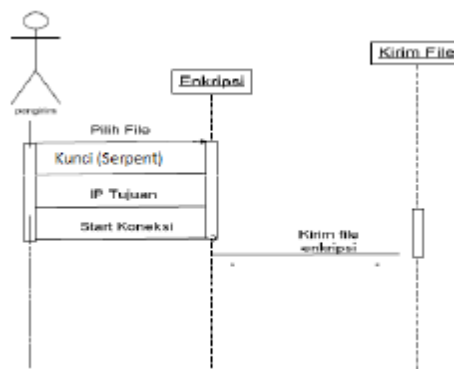 Kirim File
Enkripsi
pengirim
Pilih File
Kunci (Serpent)
IP Tujuan
Start Koneksi
Kirim file
enkripsi